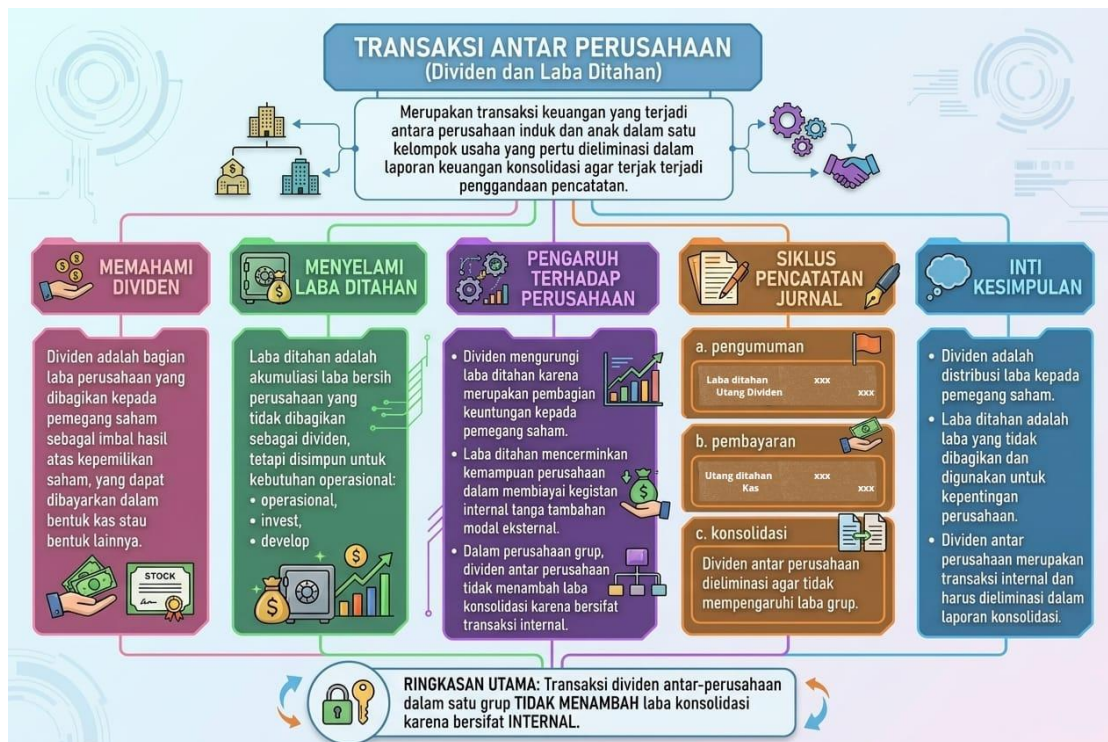 TRANSAKSI ANTAR PERUSAHAAN
(Dividen dan Laba Ditahan)
Merupakan transaksi keuangan yang terjadi
antara perusahaan induk dan anak dalam satu
kelompok usaha yang pertu dieliminasi dalam
laporan keuangan konsolidasi agar terjak terjadi
penggandaan pencatatan.
MEMAHAMI
DIVIDEN
Dividen adalah bagian
laba perusahaan yang
dibagikan kepada
pemegang saham
sebagai imbal hasil
atas kepemilikan
saham, yang dapat
dibayarkan dalam
bentuk kas stau
bentuk lainnya.
STOCK
MENYELAMI
LABA DITAHAN
Laba ditahan adalah
akumuliasi laba bersih
perusahaan yang
tidak dibagikan
sebagai dividen,
tetapi disimpun untuk
kebutuhan operasional:
• operasional,
• invest,
• develop
PENGARUH
TERHADAP
PERUSAHAAN
• Dividen mengurungi
laba ditahan karena
merupakan pembagian
keuntungan kepada
pemegang saham.
• Laba ditahan mencerminkan
kemampuan perusahaan
dalam membiayai kegistan
internal tanga tambahan
modal eksternal.
• Dalam perusahaan grup,
dividen antar perusahaan
tidak menambah laba
konsolidasi karena bersifat
transaksi internal.
SIKLUS
PENCATATAN
JURNAL
a. pengumuman
Laba ditahan xxx
Utang Dividen xxx
b. pembayaran
Utang ditahan xxx
Kas xxx
c. konsolidasi
Dividen antar perusahaan
dieliminasi agar tidak
mempengaruhi laba grup.
INTI
KESIMPULAN
• Dividen adalah
distribusi laba kepada
pemegang saham.
• Laba ditahan adalah
laba yang tidak
dibagikan dan
digunakan untuk
kepentingan
perusahaan.
• Dividen antar
perusahaan merupakan
transaksi internal dan
harus dieliminasi dalam
laporan konsolidasi.
RINGKASAN UTAMA: Transaksi dividen antar-perusahaan
dalam satu grup TIDAK MENAMBAH laba konsolidasi
karena bersifat INTERNAL.